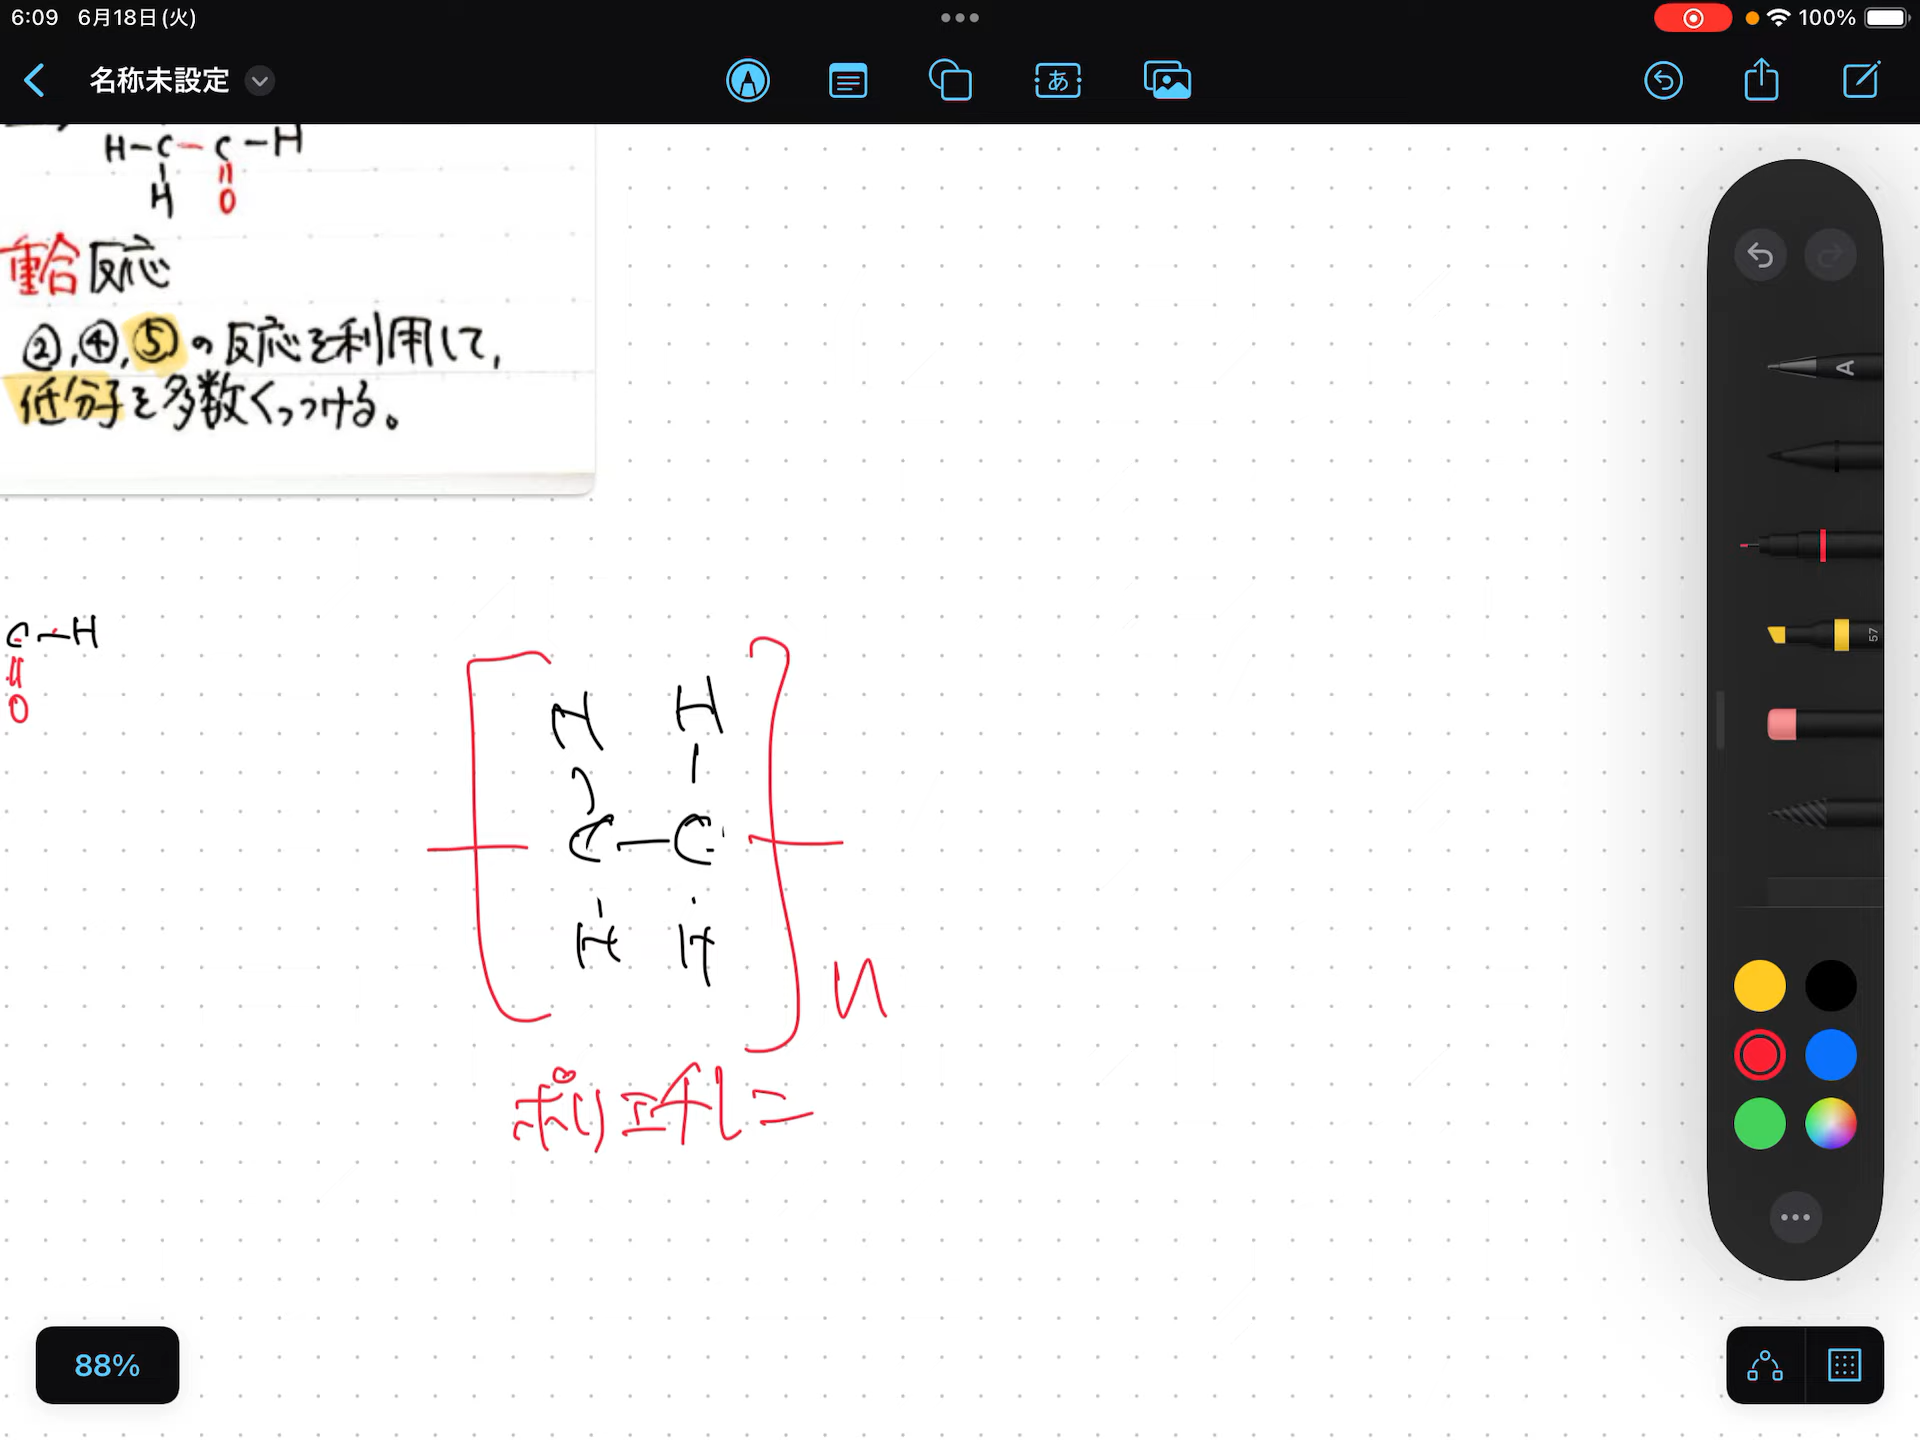 6:09 6月18日(火)
100%
名称未設定
あ
H-C-C-H
H O
重合反応
②,④,⑤の反応を利用して,
低分子を多数くっつける。
A
57
C-H
O
H H
C-C
H H
n
ポリエチレ=
88%